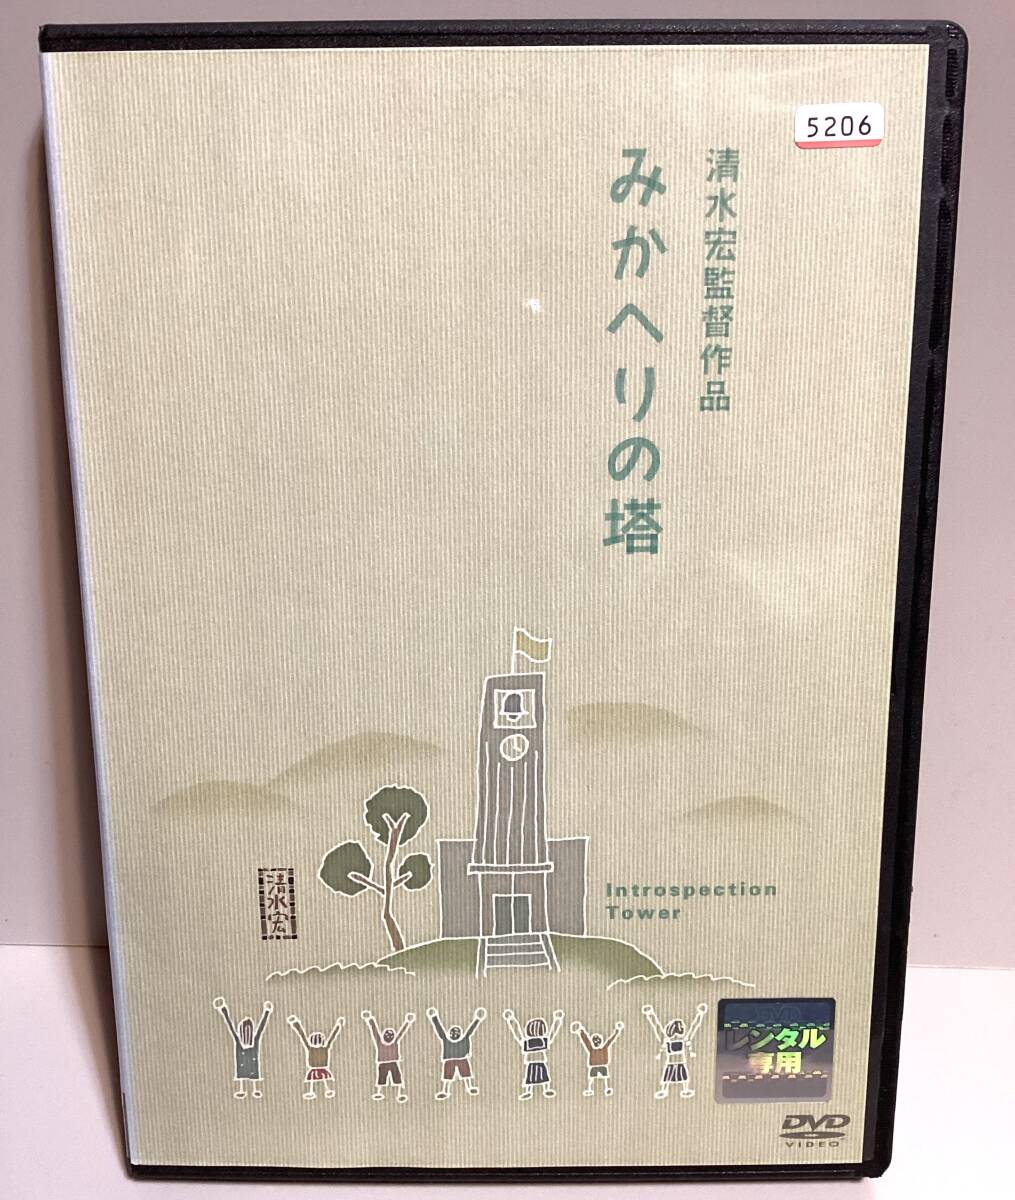 5206
清水宏監督作品
みかへりの塔
Introspection
Tower
清水宏
レンタル
専用
DVD
VIDEO